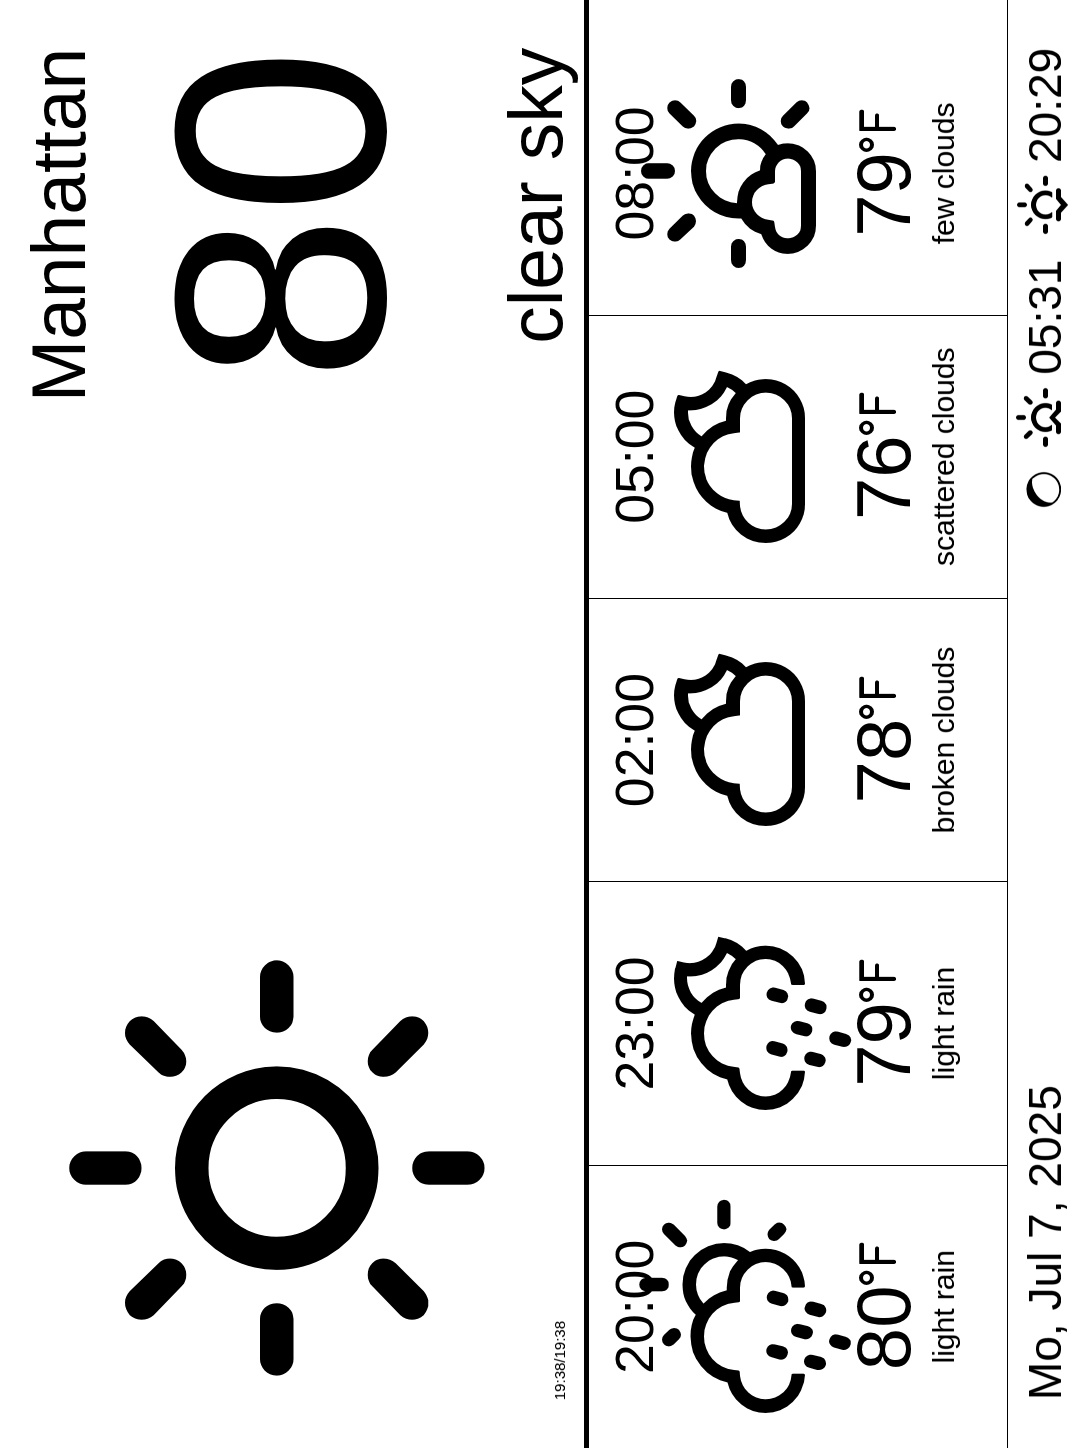 Manhattan
80
clear sky
19:38/19:38
20:00 23:00 02:00 05:00 08:00
80°F 79°F 78°F 76°F 79°F
light rain light rain broken clouds scattered clouds few clouds
Mo, Jul 7, 2025 05:31 20:29